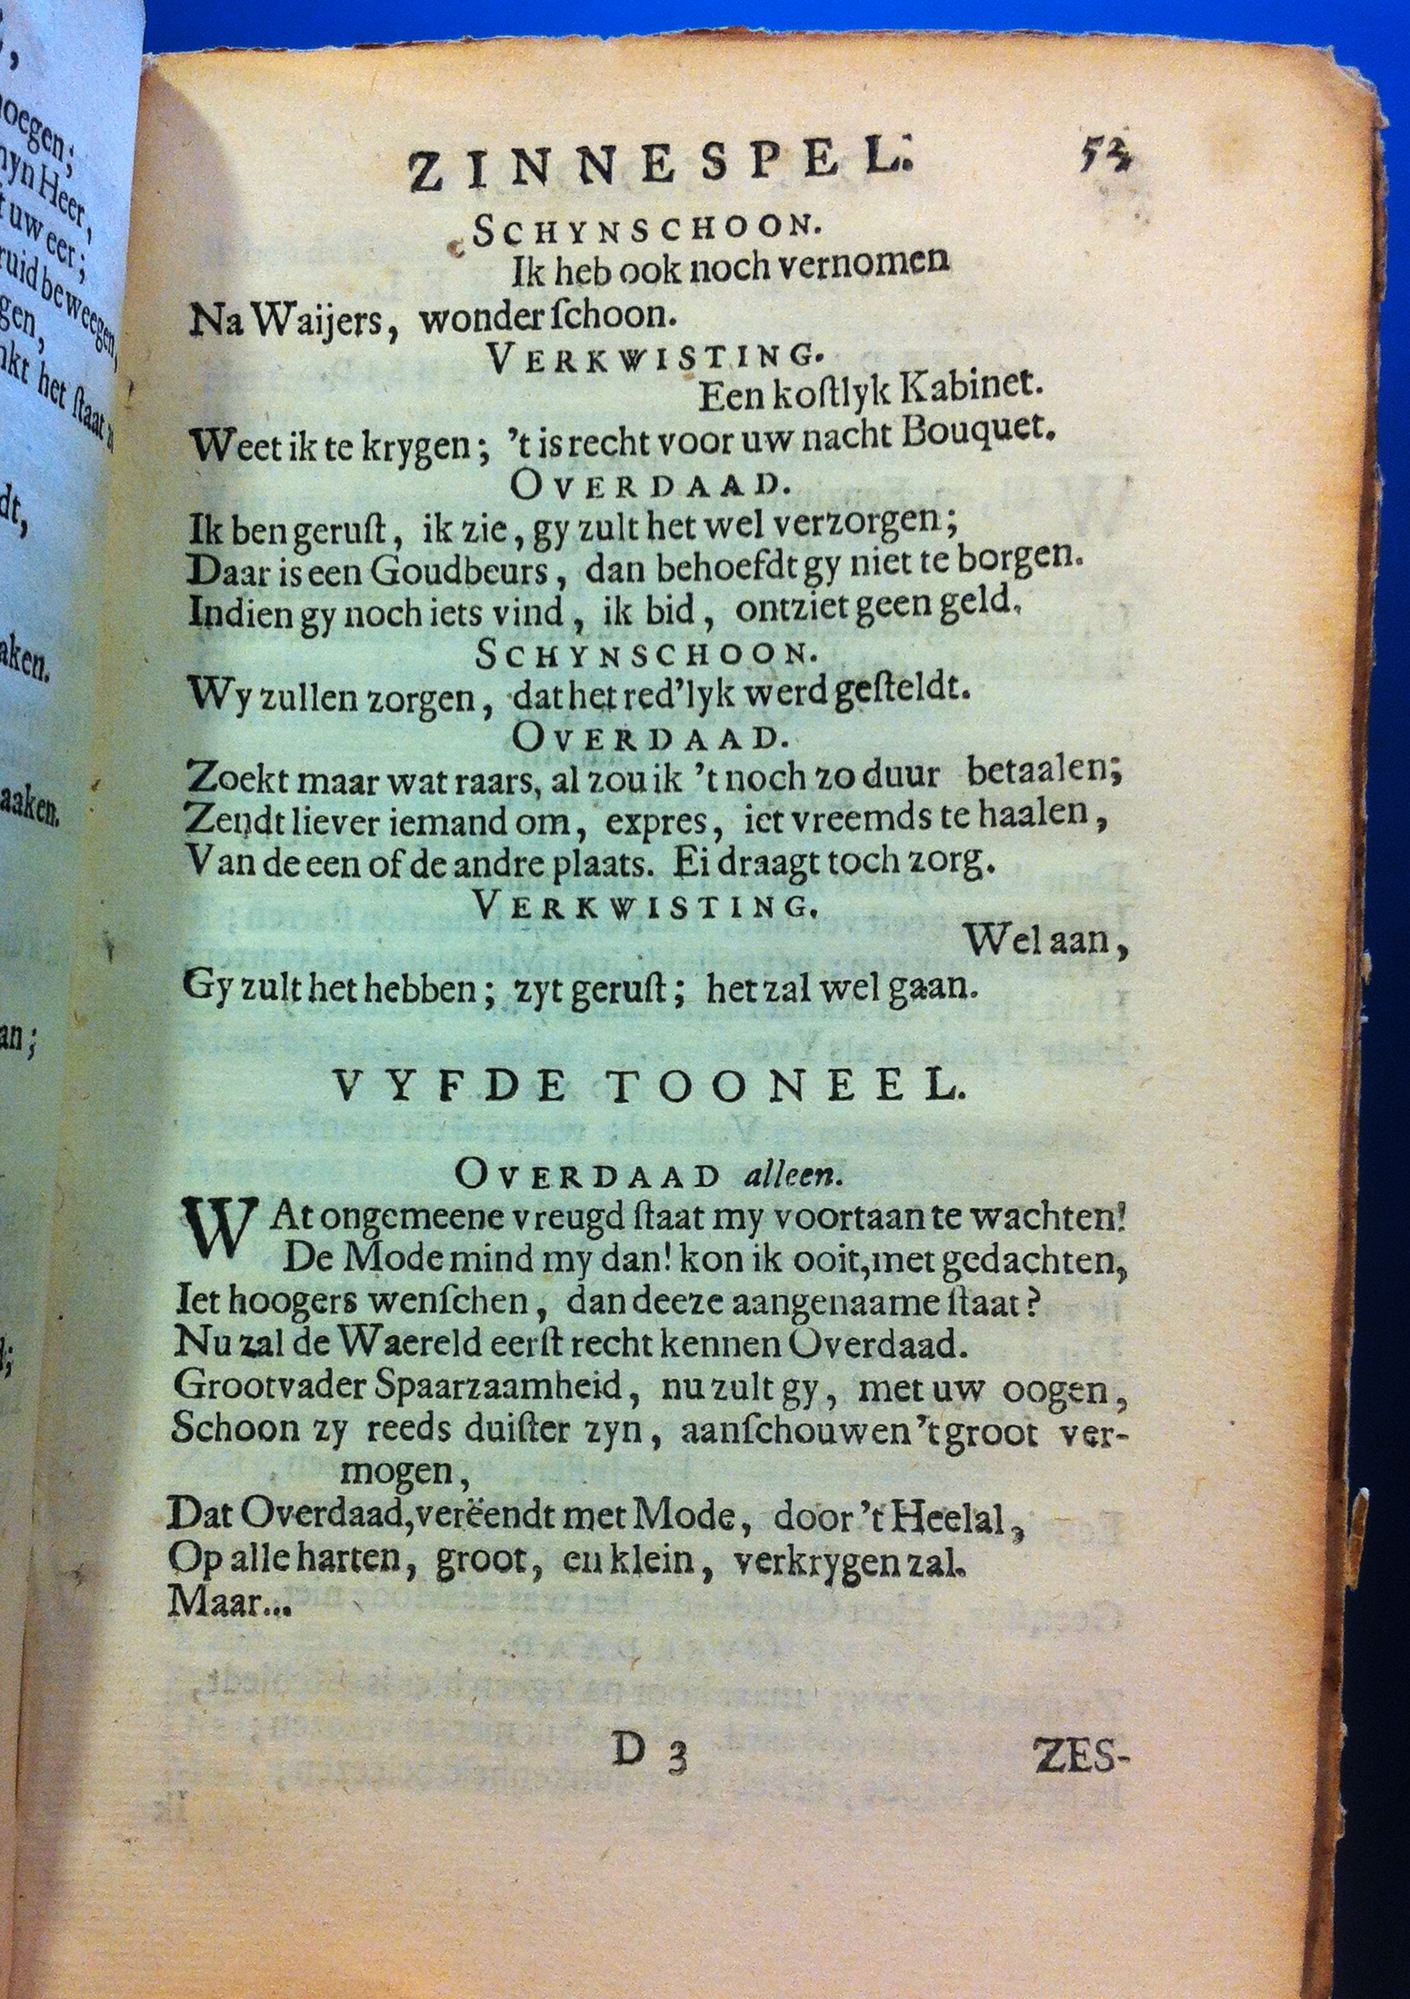 ZINNESPEL. 53
SCHYNSCHOON.
Ik heb ook noch vernomen
Na Waijers, wonder ſchoon.
VERKWISTING.
Een koſtlyk Kabinet.
Weet ik te krygen; 't is recht voor uw nacht Bouquet.
OVERDAAD.
Ik ben geruſt, ik zie, gy zult het wel verzorgen;
Daar is een Goudbeurs, dan behoefdt gy niet te borgen.
Indien gy noch iets vind, ik bid, ontziet geen geld.
SCHYNSCHOON.
Wy zullen zorgen, dat het red'lyk werd geſteldt.
OVERDAAD.
Zoekt maar wat raars, al zou ik 't noch zo duur betaalen;
Zendt liever iemand om, expres, iet vreemds te haalen,
Van de een of de andre plaats. Ei draagt toch zorg.
VERKWISTING.
Wel aan,
Gy zult het hebben; zyt geruſt; het zal wel gaan.
VYFDE TOONEEL.
OVERDAAD alleen.
WAt ongemeene vreugd ſtaat my voortaan te wachten!
De Mode mind my dan! kon ik ooit, met gedachten,
Iet hoogers wenſchen, dan deeze aangenaame ſtaat?
Nu zal de Waereld eerſt recht kennen Overdaad.
Grootvader Spaarzaamheid, nu zult gy, met uw oogen,
Schoon zy reeds duiſter zyn, aanſchouwen 't groot ver-
mogen,
Dat Overdaad, verëendt met Mode, door 't Heelal,
Op alle harten, groot, en klein, verkrygen zal.
Maar...
D 3 ZES-